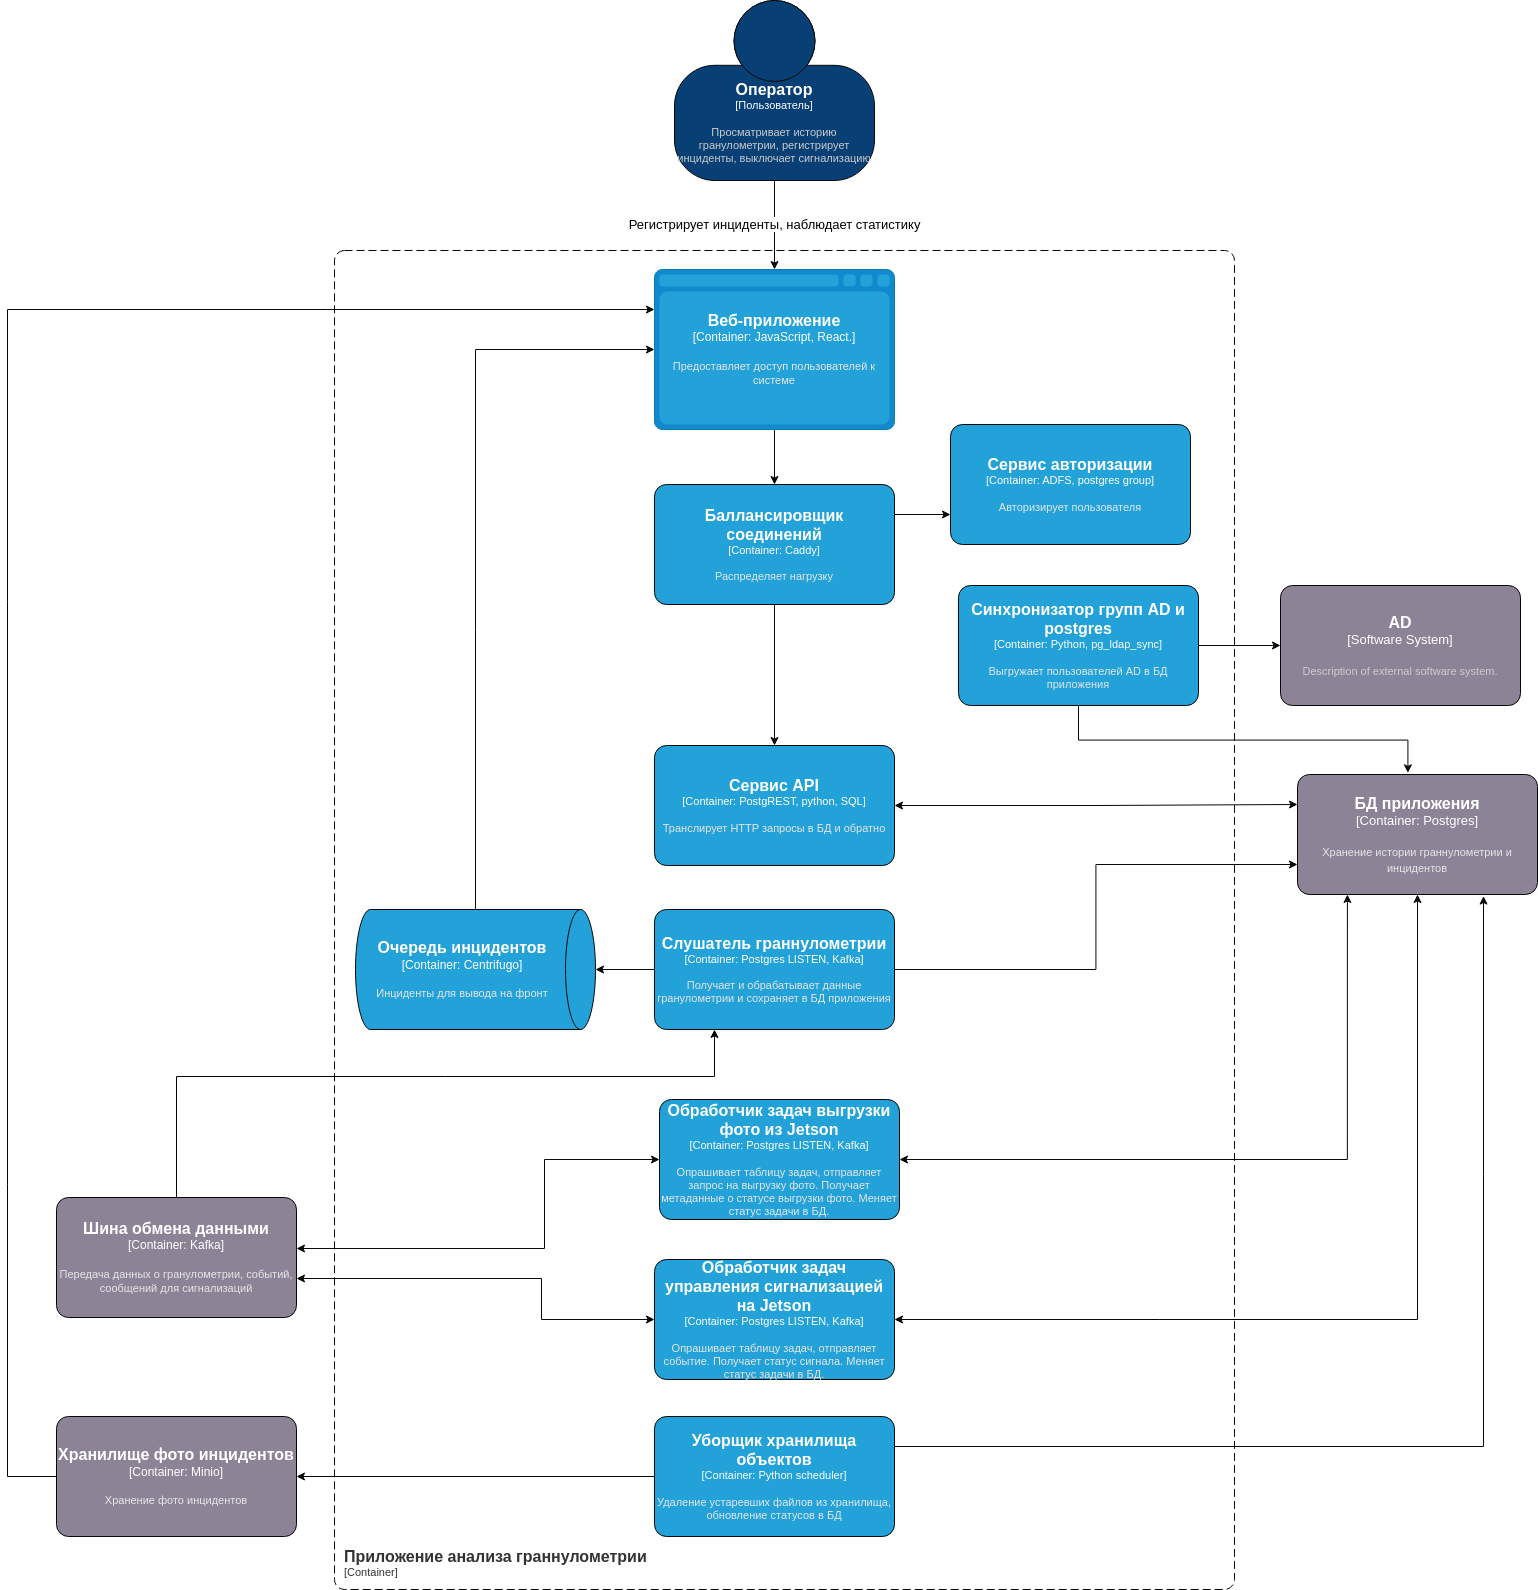 Оператор
[Пользователь]
Просматривает историю
гранулометрии, регистрирует
инциденты, выключает сигнализацию
Регистрирует инциденты, наблюдает статистику
Веб-приложение
[Container: JavaScript, React.]
Предоставляет доступ пользователей к
системе
Сервис авторизации
[Container: ADFS, postgres group]
Авторизирует пользователя
Баллансировщик
соединений
[Container: Caddy]
Распределяет нагрузку
Синхронизатор групп AD и
postgres
[Container: Python, pg_ldap_sync]
Выгружает пользователей AD в БД
приложения
AD
[Software System]
Description of external software system.
Сервис API
[Container: PostgREST, python, SQL]
Транслирует HTTP запросы в БД и обратно
БД приложения
[Container: Postgres]
Хранение истории граннулометрии и
инцидентов
Очередь инцидентов
[Container: Centrifugo]
Инциденты для вывода на фронт
Слушатель граннулометрии
[Container: Postgres LISTEN, Kafka]
Получает и обрабатывает данные
гранулометрии и сохраняет в БД приложения
Обработчик задач выгрузки
фото из Jetson
[Container: Postgres LISTEN, Kafka]
Опрашивает таблицу задач, отправляет
запрос на выгрузку фото. Получает
метаданные о статусе выгрузки фото. Меняет
статус задачи в БД.
Шина обмена данными
[Container: Kafka]
Передача данных о гранулометрии, событий,
сообщений для сигнализаций
Обработчик задач
управления сигнализацией
на Jetson
[Container: Postgres LISTEN, Kafka]
Опрашивает таблицу задач, отправляет
событие. Получает статус сигнала. Меняет
статус задачи в БД.
Хранилище фото инцидентов
[Container: Minio]
Хранение фото инцидентов
Уборщик хранилища
объектов
[Container: Python scheduler]
Удаление устаревших файлов из хранилища,
обновление статусов в БД
Приложение анализа граннулометрии
[Container]